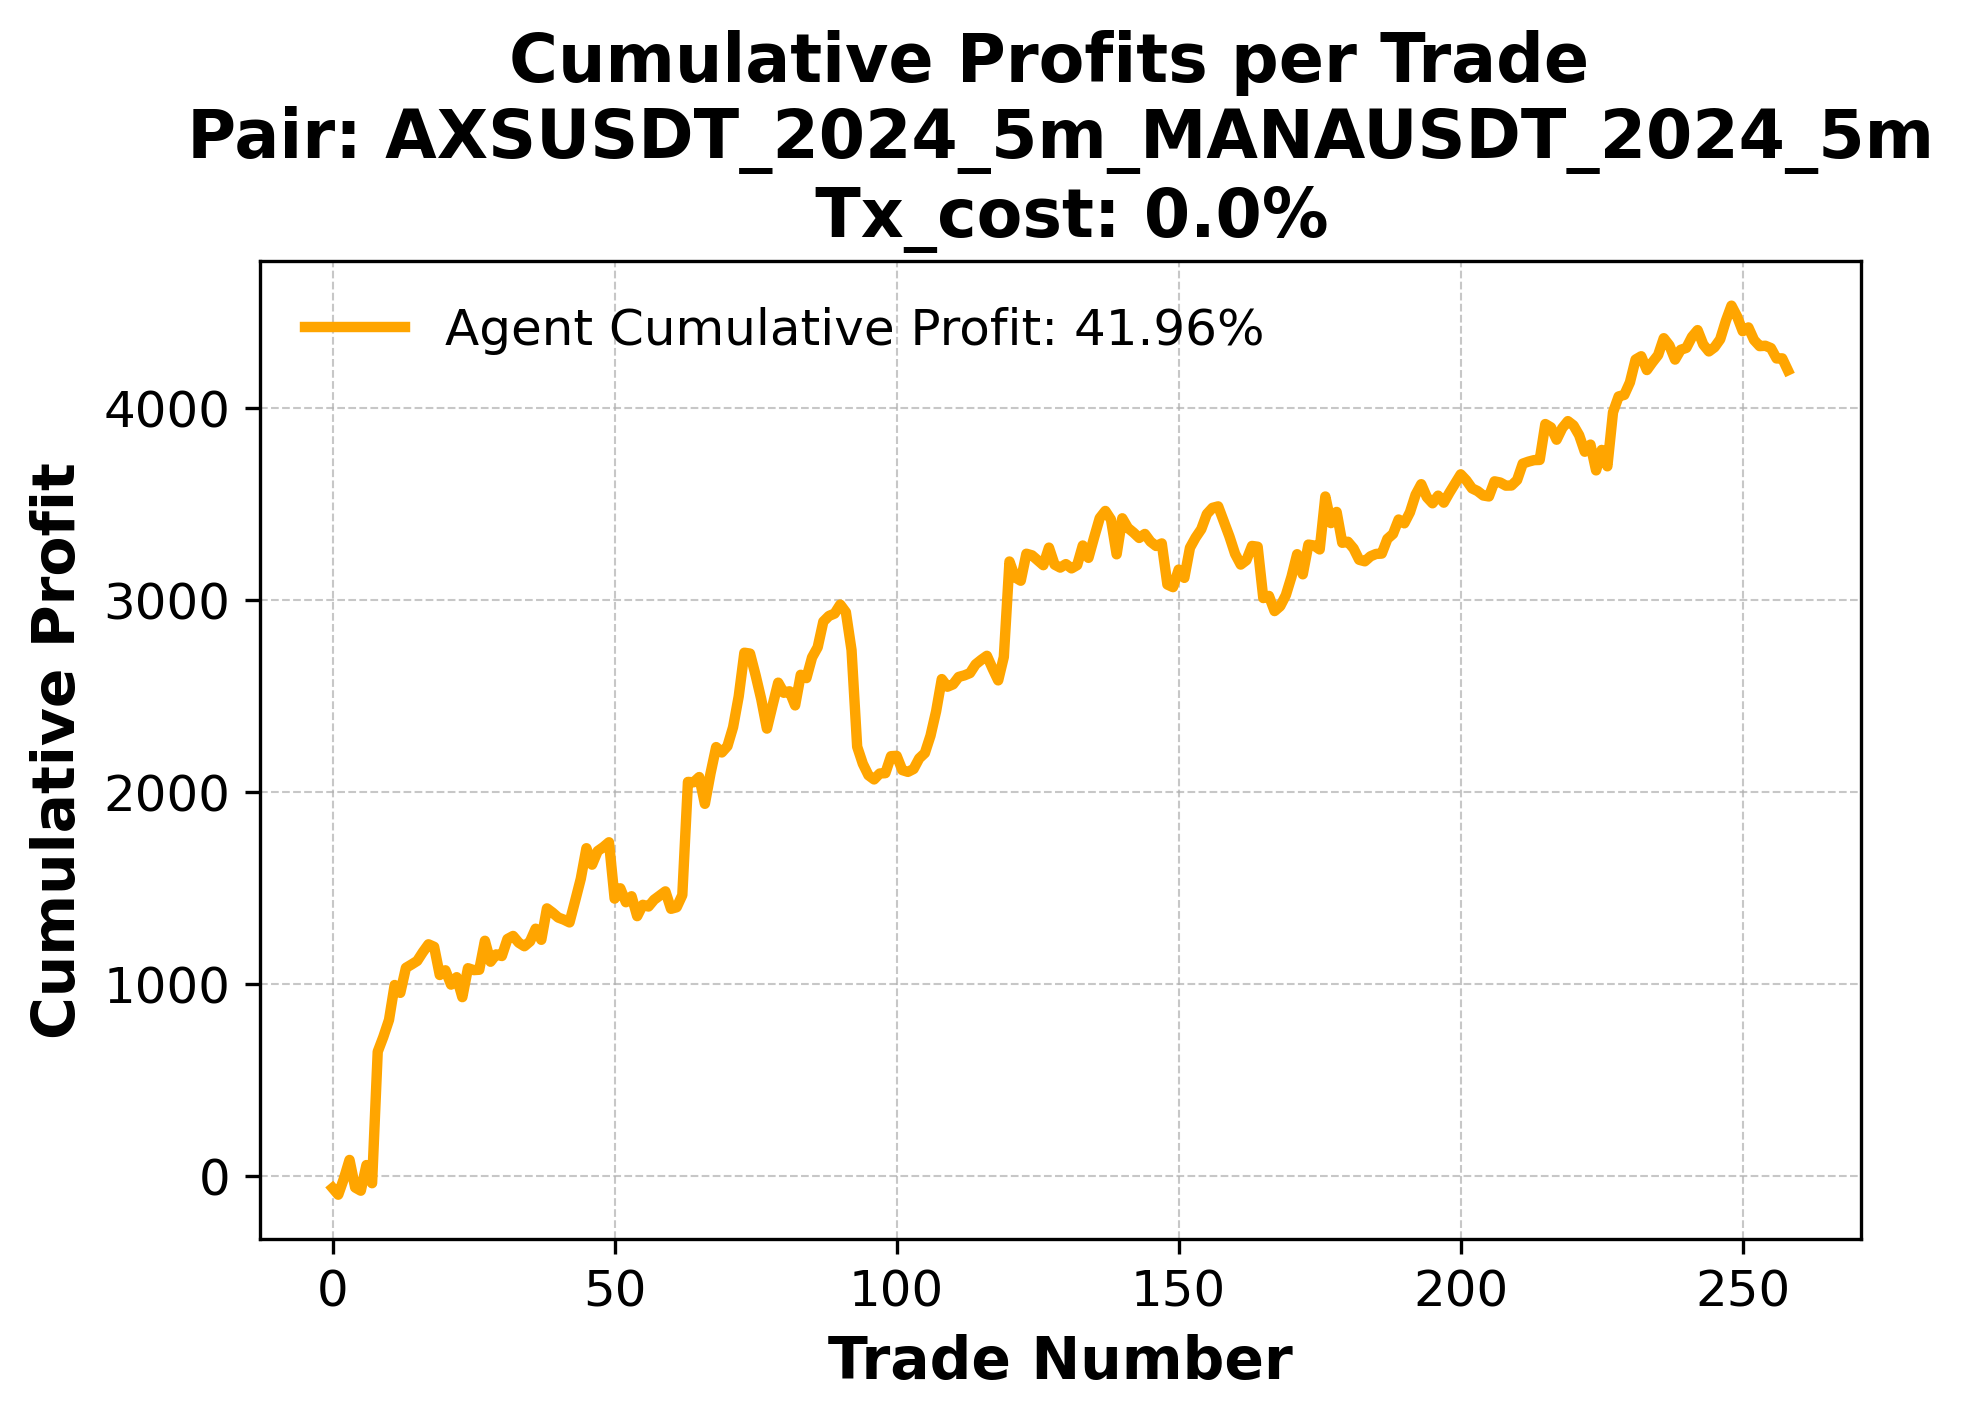 Cumulative Profits per Trade
Pair: AXSUSDT_2024_5m_MANAUSDT_2024_5m
Tx_cost: 0.0%
Agent Cumulative Profit: 41.96%
Cumulative Profit
4000
3000
2000
1000
0
0 50 100 150 200 250
Trade Number